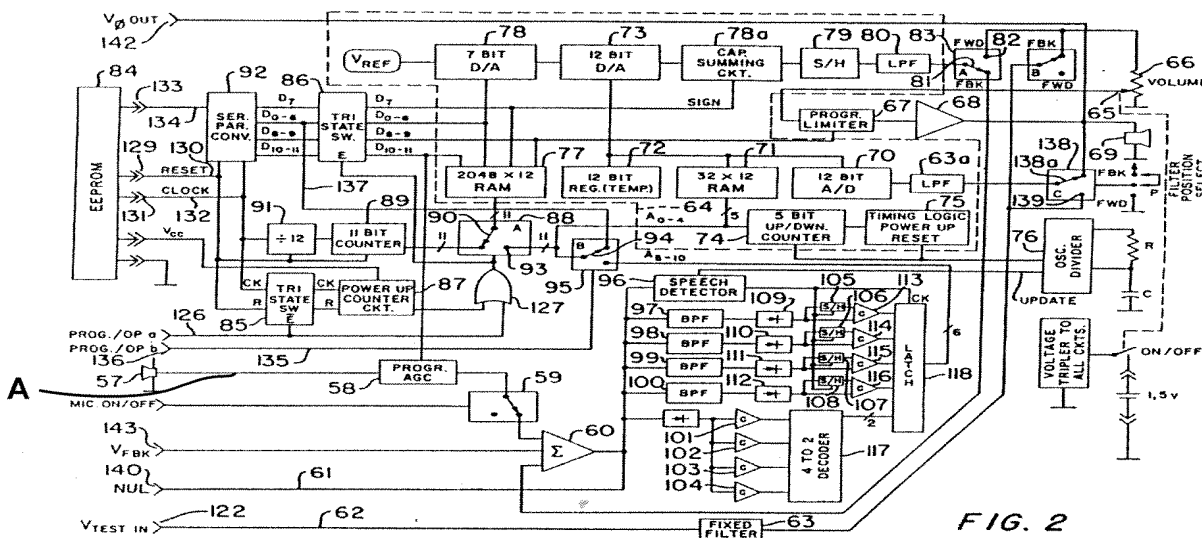 VØ OUT
142
78
73
78a
79
80
83
FWD
82
FBK
VREF
7 BIT D/A
12 BIT D/A
CAP. SUMMING CKT.
S/H
LPF
81
A
FBK
B
FWD
66
VOLUME
84
133
92
86
134
SER. PAR. CONV.
D7
D0-6
D8-9
D10-11
TRI STATE SW.
E
D7
D0-6
D8-9
D10-11
SIGN
PROGR. LIMITER
67
68
65
69
EEPROM
129
130
RESET
131
CLOCK
132
VCC
137
77
72
71
70
63a
138
2048 X 12 RAM
12 BIT REG.(TEMP.)
32 X 12 RAM
12 BIT A/D
LPF
138a
FBK
C
139
FWD
P
FILTER POSITION SELECT
91
89
90
11
88
A0-4
64
5
75
÷ 12
11 BIT COUNTER
11
A
93
11
B
94
74
5 BIT UP/DWN. COUNTER
TIMING LOGIC POWER UP RESET
76
OSC. DIVIDER
R
C
A5-10
CK
R
TRI STATE SW
E
85
CK
R
POWER UP COUNTER CKT.
87
127
95
96
SPEECH DETECTOR
UPDATE
PROG./OP a
126
PROG./OP b
136
135
97
98
99
100
BPF
BPF
BPF
BPF
109
110
111
112
105
106
S/H
S/H
S/H
S/H
108
107
C
C
C
C
113
114
115
116
CK
LATCH
118
6
VOLTAGE TRIPLER TO ALL CKTS.
ON/OFF
1,5v
A
57
58
PROGR. AGC
59
MIC ON/OFF
143
VFBK
60
Σ
140
NUL
61
101
102
103
104
C
C
C
C
4 TO 2 DECODER
117
2
122
VTEST IN
62
FIXED FILTER
63
FIG. 2